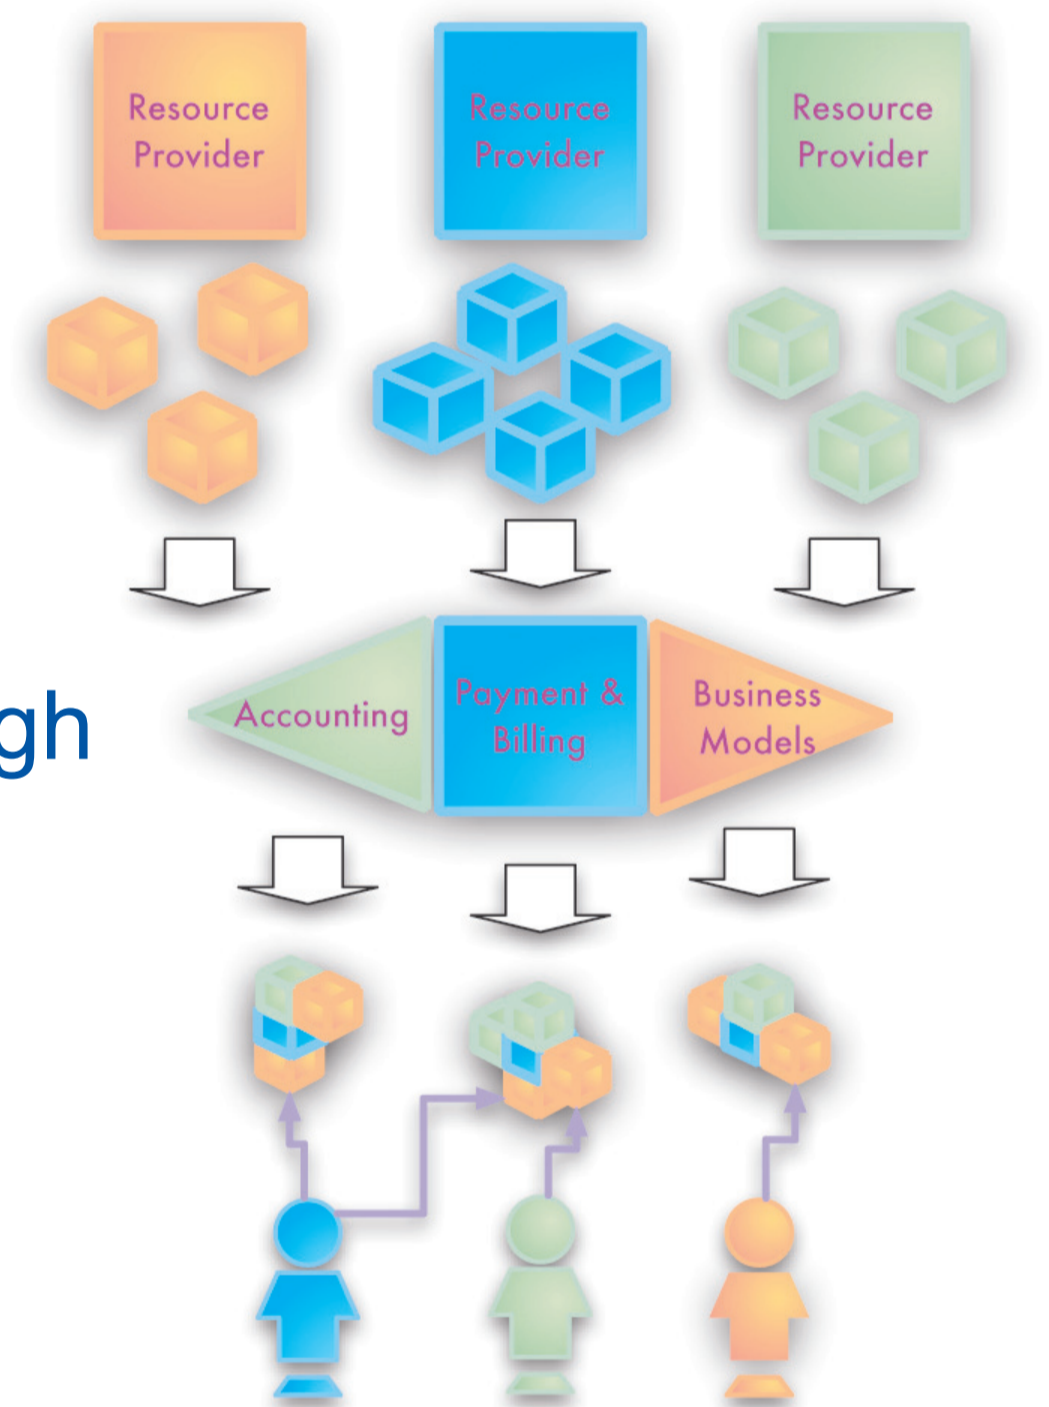 Resource
Provider
Resource
Provider
Resource
Provider
gh
Accounting
Payment &
Billing
Business
Models